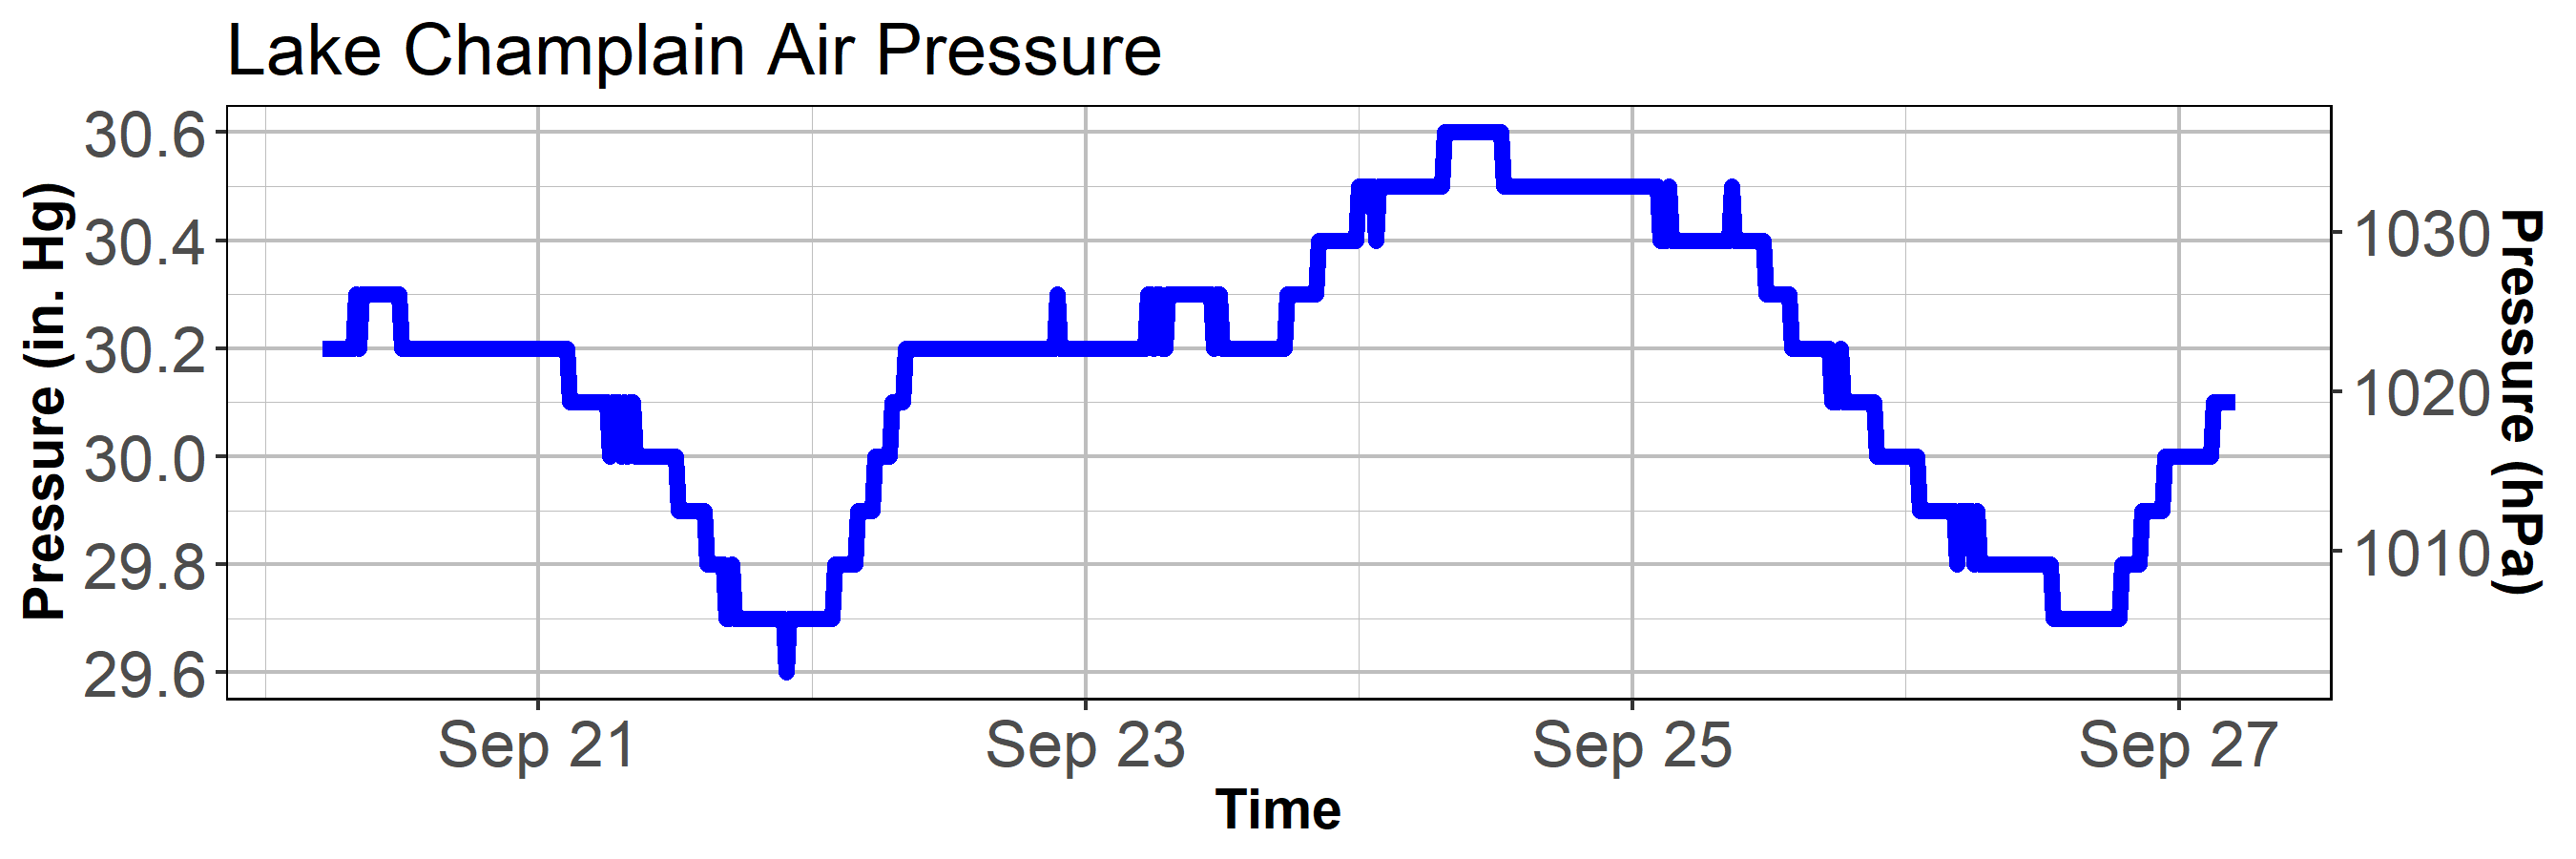 Lake Champlain Air Pressure
30.6
30.4
30.2
30.0
29.8
29.6
Pressure (in. Hg)
1030
1020
1010
Pressure (hPa)
Sep 21 Sep 23 Sep 25 Sep 27
Time